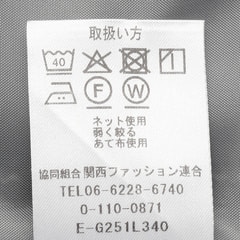 取扱い方
40
F W
ネット使用
弱く絞る
あて布使用
協同組合 関西ファッション連合
TEL06-6228-6740
0-110-0871
E-G251L340